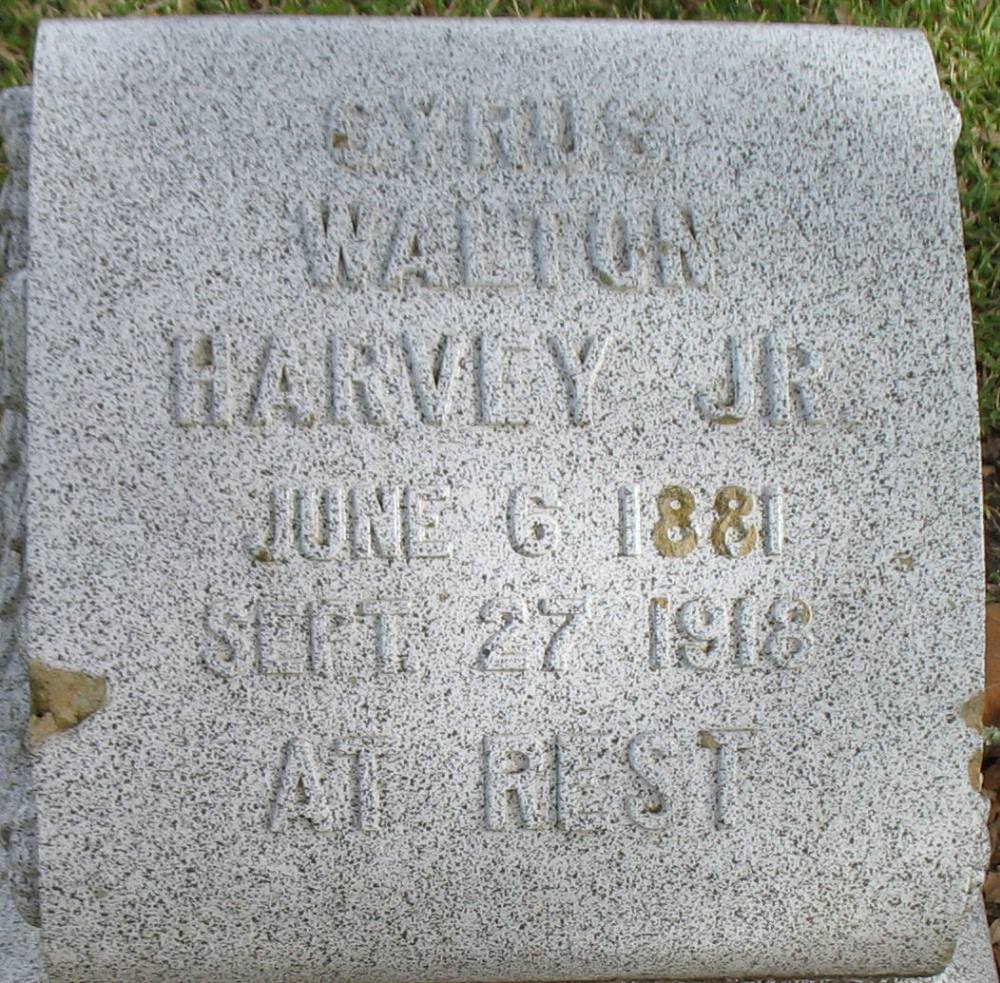 CYRUS
WALTON
HARVEY JR.
JUNE 6 1881
SEPT. 27 1918
AT REST